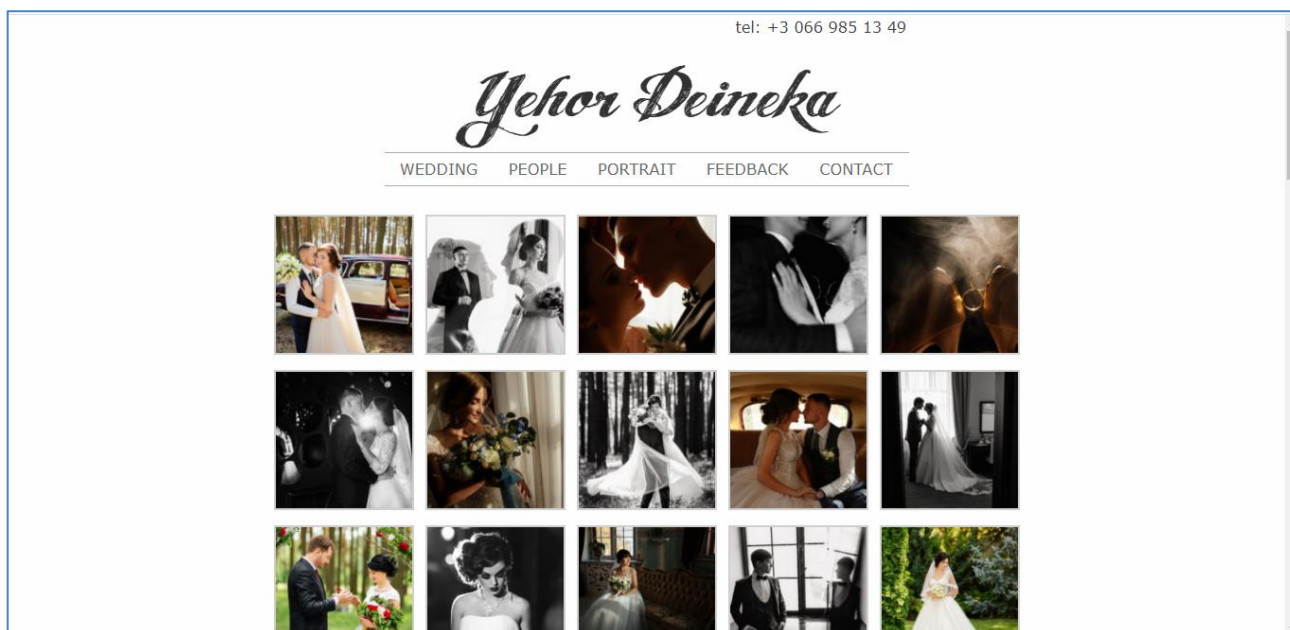 tel: +3 066 985 13 49
Yehor Deineka
WEDDING PEOPLE PORTRAIT FEEDBACK CONTACT